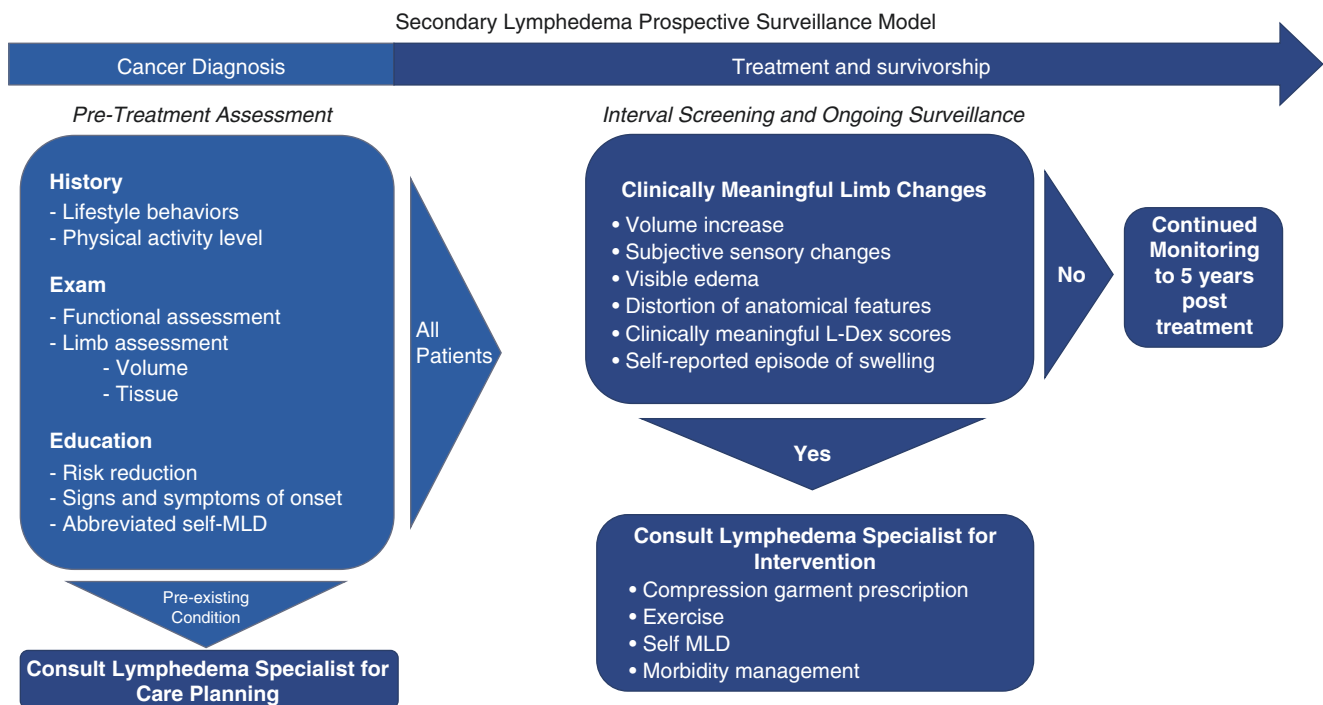 Secondary Lymphedema Prospective Surveillance Model
Cancer Diagnosis
Treatment and survivorship
Pre-Treatment Assessment
History
- Lifestyle behaviors
- Physical activity level
Exam
- Functional assessment
- Limb assessment
- Volume
- Tissue
Education
- Risk reduction
- Signs and symptoms of onset
- Abbreviated self-MLD
All
Patients
Pre-existing
Condition
Consult Lymphedema Specialist for
Care Planning
Interval Screening and Ongoing Surveillance
Clinically Meaningful Limb Changes
• Volume increase
• Subjective sensory changes
• Visible edema
• Distortion of anatomical features
• Clinically meaningful L-Dex scores
• Self-reported episode of swelling
No
Continued
Monitoring
to 5 years
post
treatment
Yes
Consult Lymphedema Specialist for
Intervention
• Compression garment prescription
• Exercise
• Self MLD
• Morbidity management